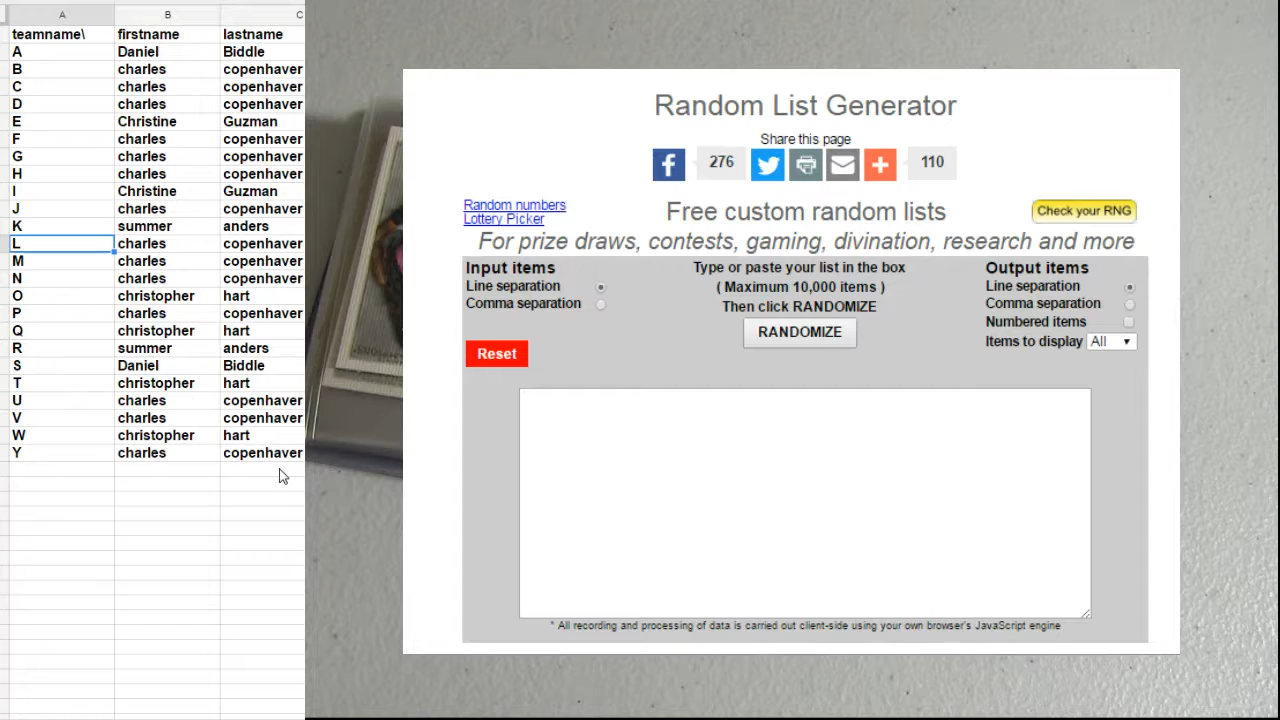 A B C
teamname\ firstname lastname
A Daniel Biddle
B charles copenhaver
C charles copenhaver
D charles copenhaver
E Christine Guzman
F charles copenhaver
G charles copenhaver
H charles copenhaver
I Christine Guzman
J charles copenhaver
K summer anders
L charles copenhaver
M charles copenhaver
N charles copenhaver
O christopher hart
P charles copenhaver
Q christopher hart
R summer anders
S Daniel Biddle
T christopher hart
U charles copenhaver
V charles copenhaver
W christopher hart
Y charles copenhaver
Random List Generator
Share this page
f 276 110
Random numbers
Lottery Picker
Free custom random lists
Check your RNG
For prize draws, contests, gaming, divination, research and more
Input items
Line separation
Comma separation
Reset
Type or paste your list in the box
( Maximum 10,000 items )
Then click RANDOMIZE
RANDOMIZE
Output items
Line separation
Comma separation
Numbered items
Items to display All
* All recording and processing of data is carried out client-side using your own browser's JavaScript engine